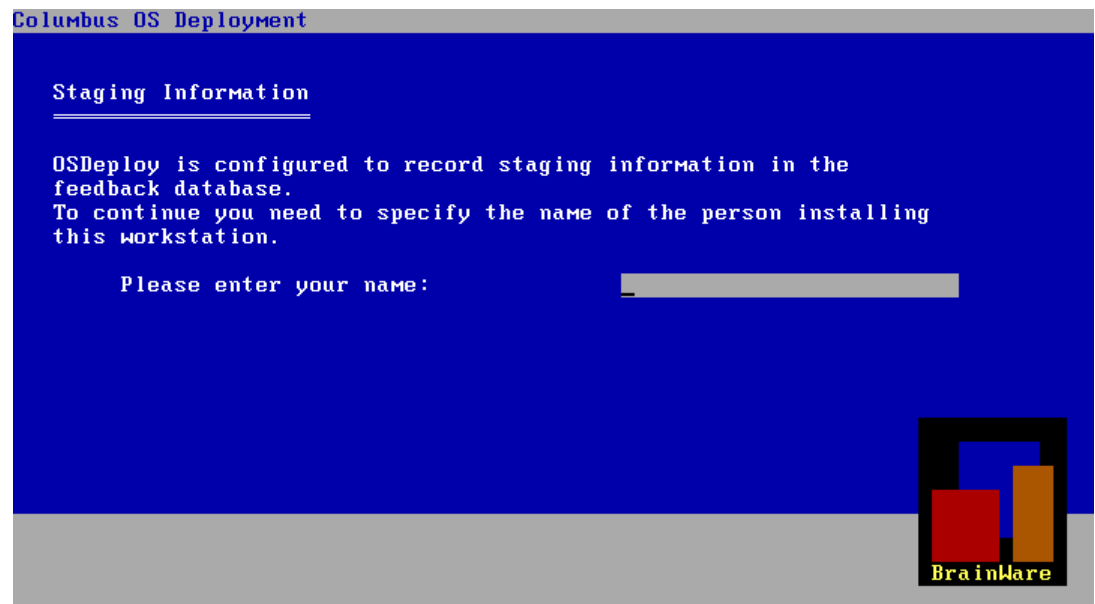 Columbus OS Deployment
Staging Information
OSDeploy is configured to record staging information in the
feedback database.
To continue you need to specify the name of the person installing
this workstation.
Please enter your name:
BrainWare